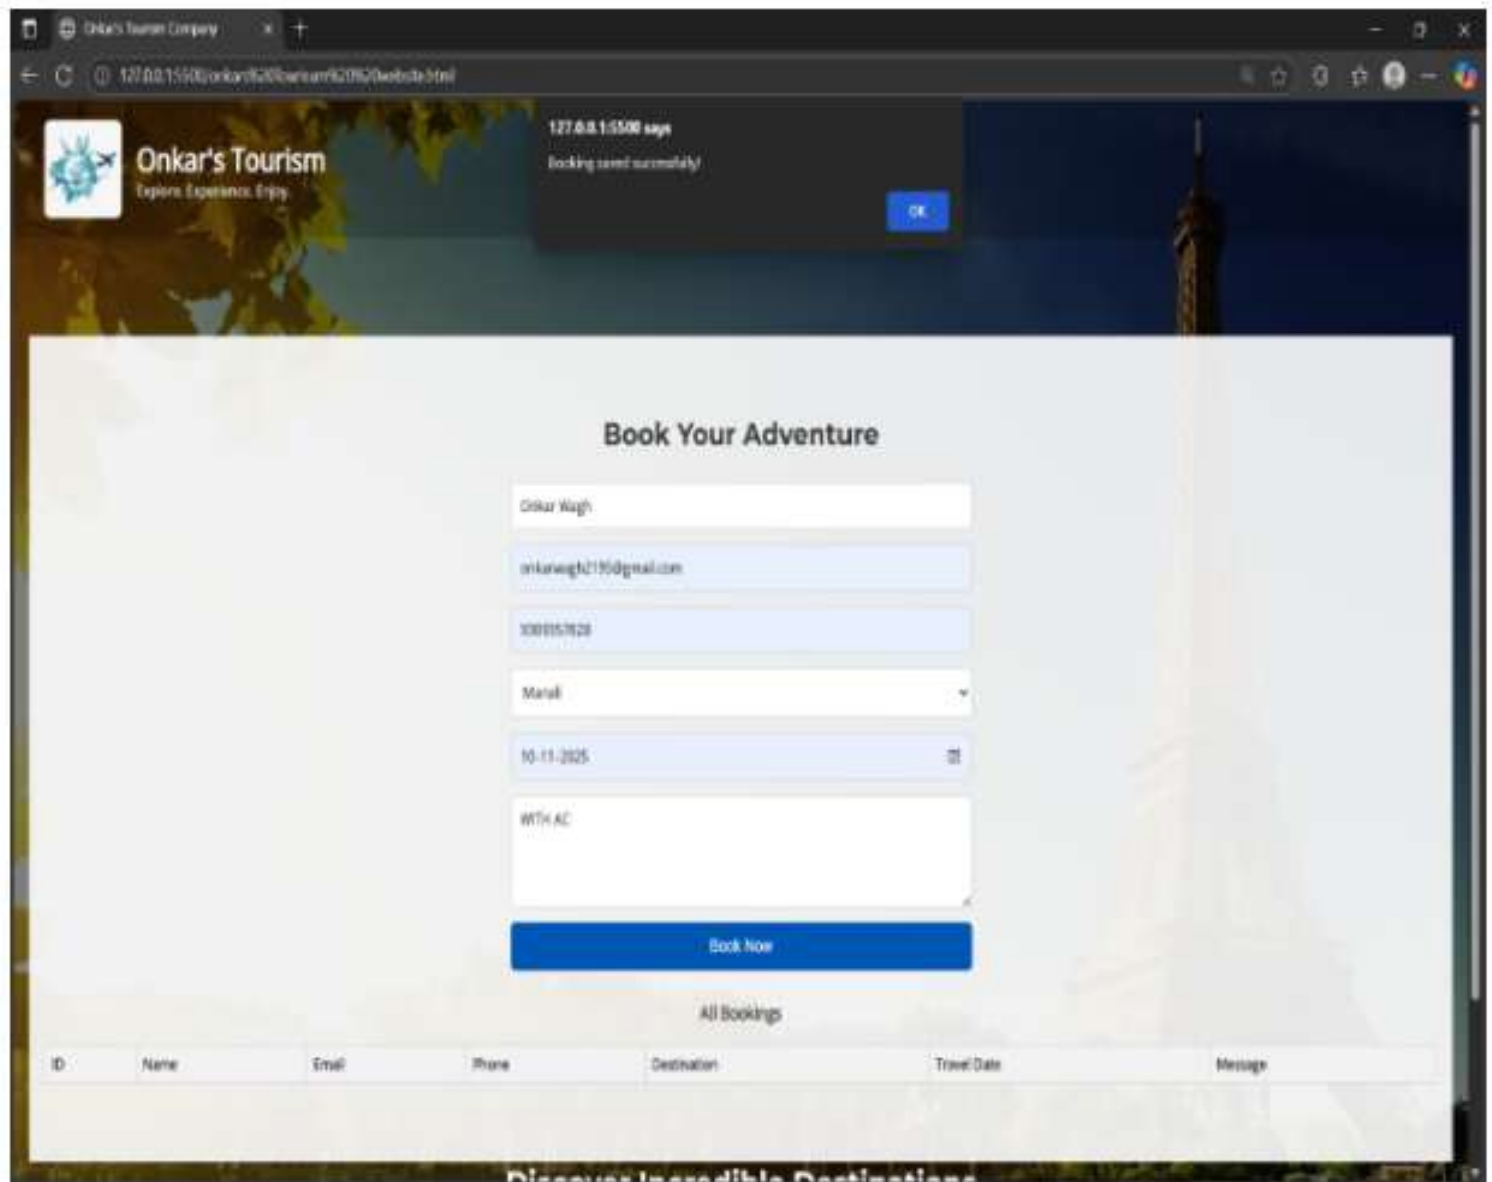 Onkar's Tourism Company
Onkar's Tourism
Explore. Experience. Enjoy.
127.0.0.1:5500 says
Booking saved successfully!
OK
Book Your Adventure
Onkar Wagh
Manali
10-11-2025
WITH AC
Book Now
All Bookings
ID Name Email Phone Destination Travel Date Message
Discover Incredible Destinations